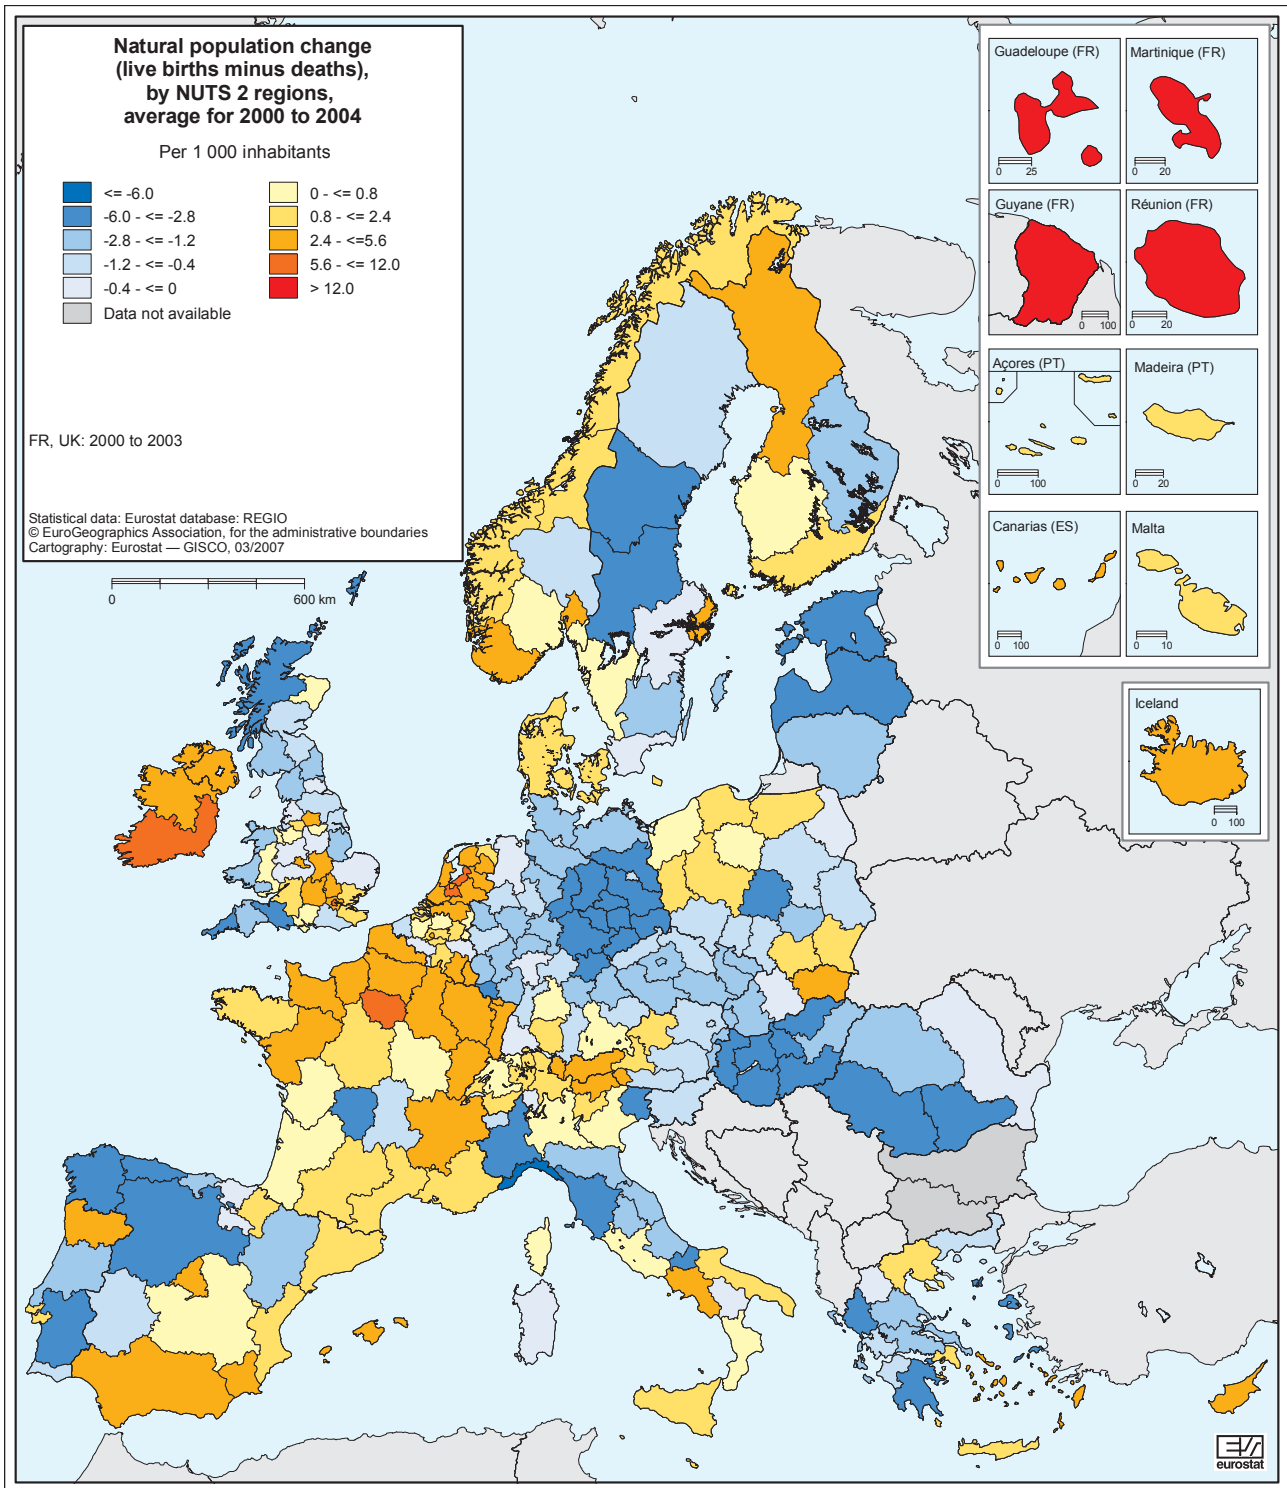 Natural population change
(live births minus deaths),
by NUTS 2 regions,
average for 2000 to 2004
Per 1 000 inhabitants
<= -6.0
-6.0 - <= -2.8
-2.8 - <= -1.2
-1.2 - <= -0.4
-0.4 - <= 0
Data not available
0 - <= 0.8
0.8 - <= 2.4
2.4 - <=5.6
5.6 - <= 12.0
> 12.0
FR, UK: 2000 to 2003
Statistical data: Eurostat database: REGIO
© EuroGeographics Association, for the administrative boundaries
Cartography: Eurostat — GISCO, 03/2007
0 600 km
Guadeloupe (FR)
0 25
Martinique (FR)
0 20
Guyane (FR)
0 100
Réunion (FR)
0 20
Açores (PT)
0 100
Madeira (PT)
0 20
Canarias (ES)
0 100
Malta
0 10
Iceland
0 100
eurostat